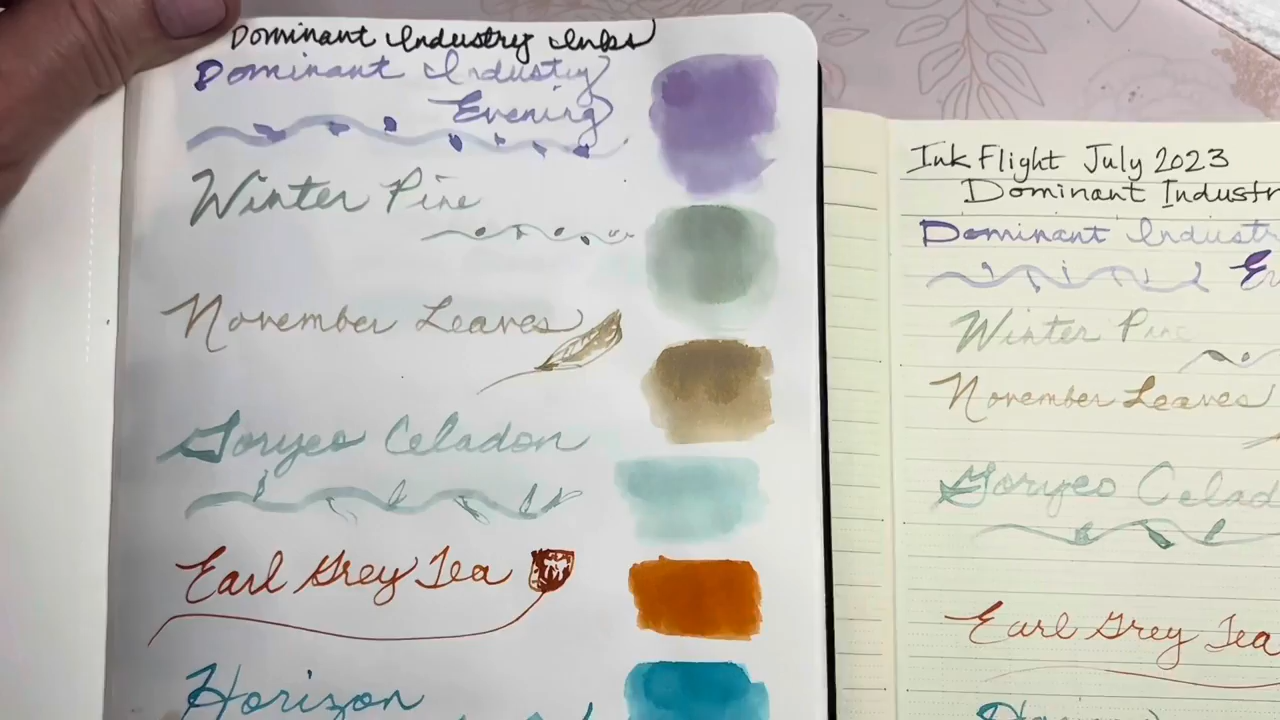 Dominant Industry Inks
Dominant Industry
Evening
Winter Pine
November Leaves
Goryeo Celadon
Earl Grey Tea
Horizon
Ink Flight July 2023
Dominant Industr
Dominant Industr
Winter Pine
November Leaves
Goryeo Celad
Earl Grey Tea